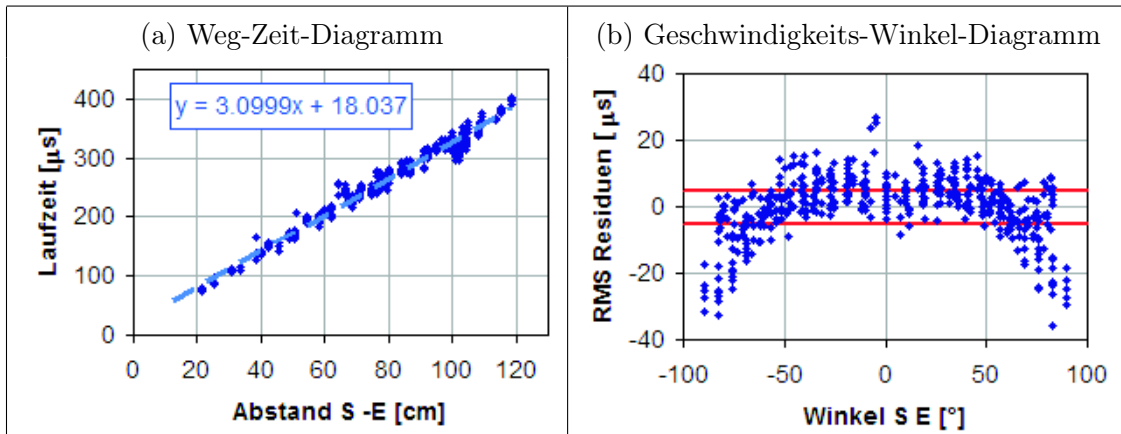 (a) Weg-Zeit-Diagramm
y = 3.0999x + 18.037
Laufzeit [µs]
400
300
200
100
0
0 20 40 60 80 100 120
Abstand S -E [cm]
(b) Geschwindigkeits-Winkel-Diagramm
RMS Residuen [ µs]
40
20
0
-20
-40
-100 -50 0 50 100
Winkel S E [°]